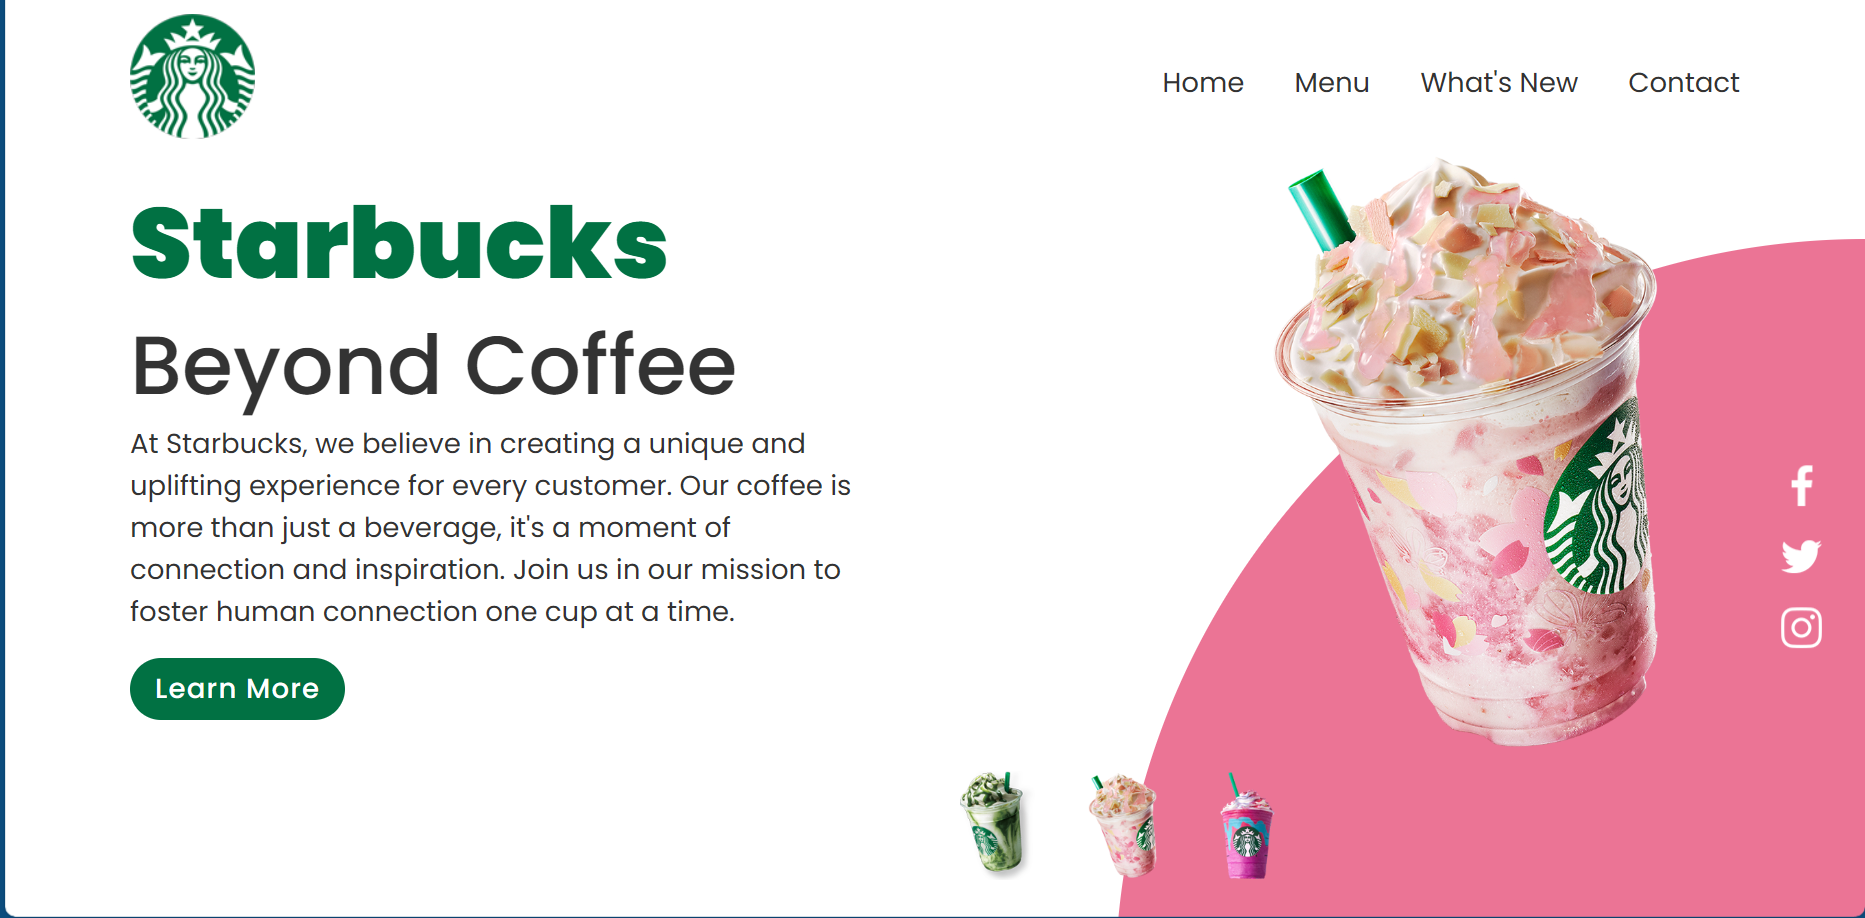 Home Menu What's New Contact
Starbucks
Beyond Coffee
At Starbucks, we believe in creating a unique and
uplifting experience for every customer. Our coffee is
more than just a beverage, it's a moment of
connection and inspiration. Join us in our mission to
foster human connection one cup at a time.
Learn More